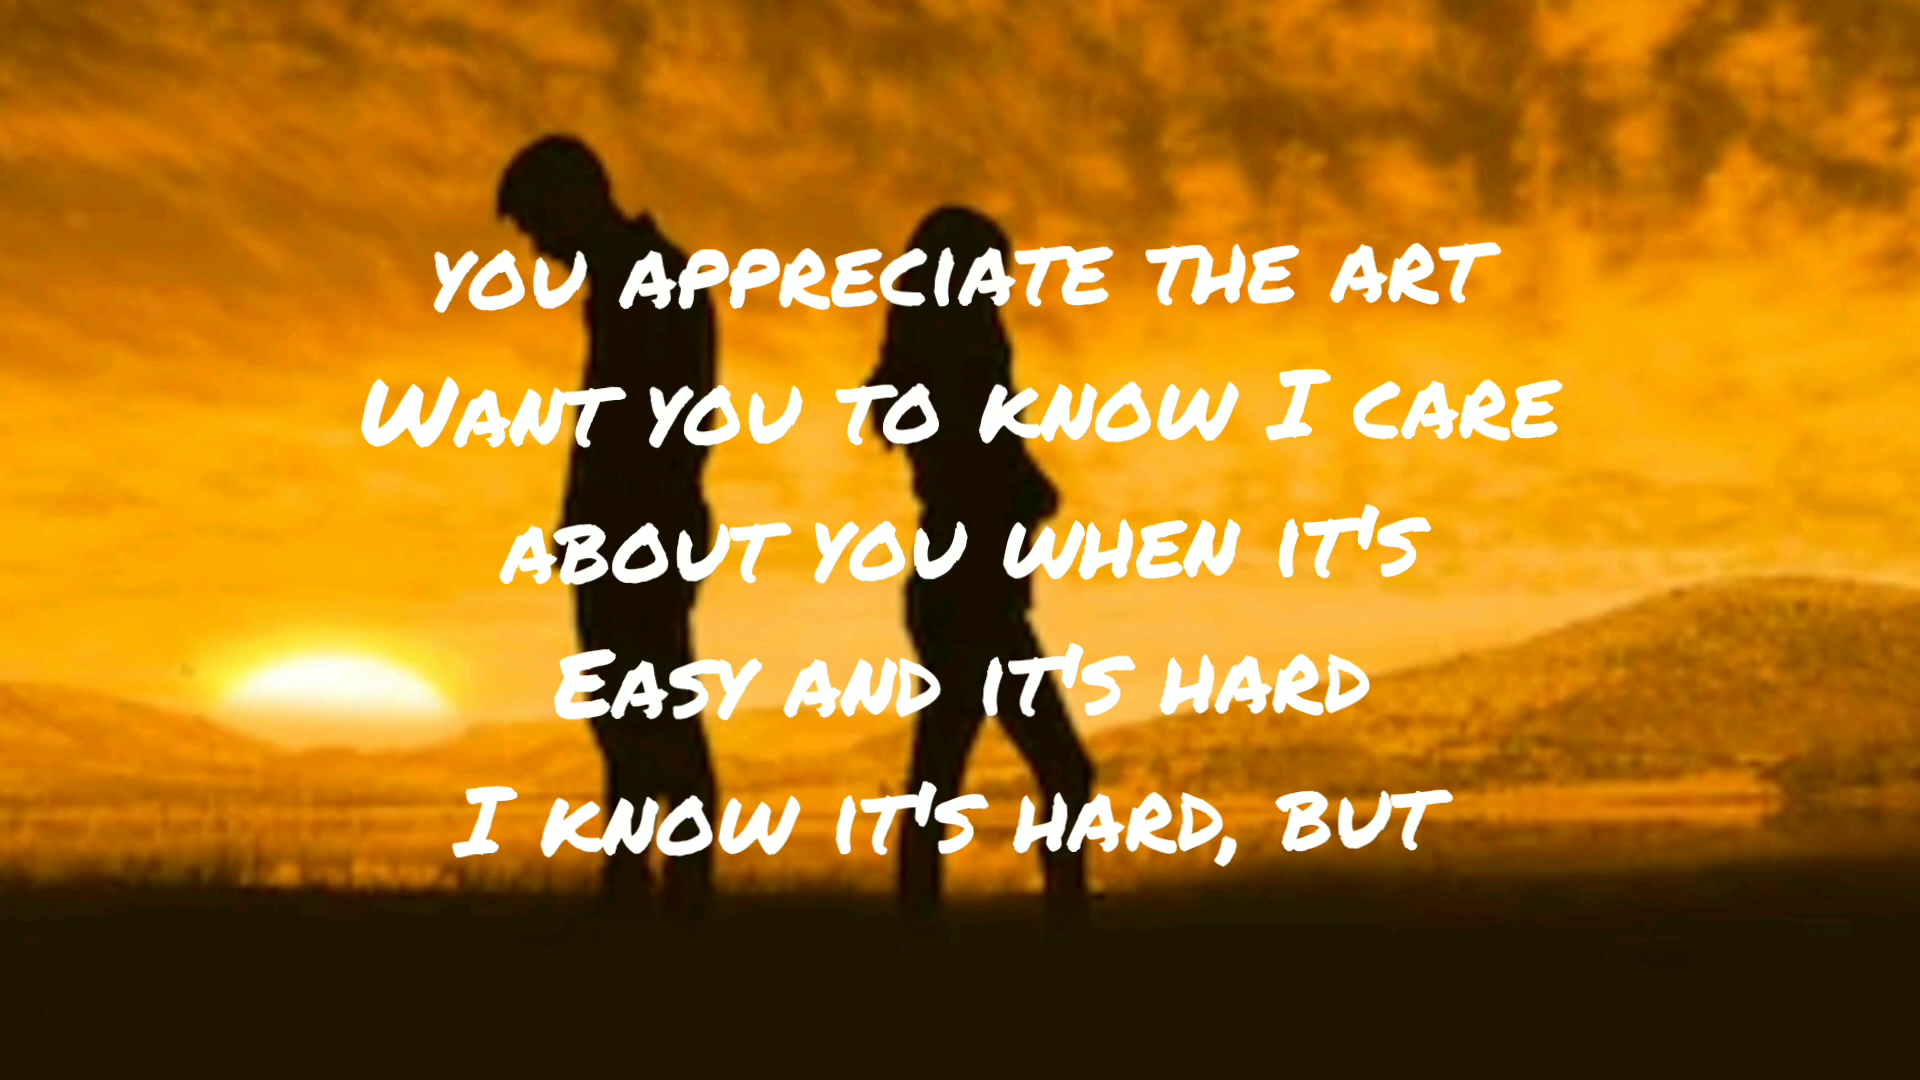 you appreciate the art
Want you to know I care
about you when it's
Easy and it's hard
I know it's hard, but